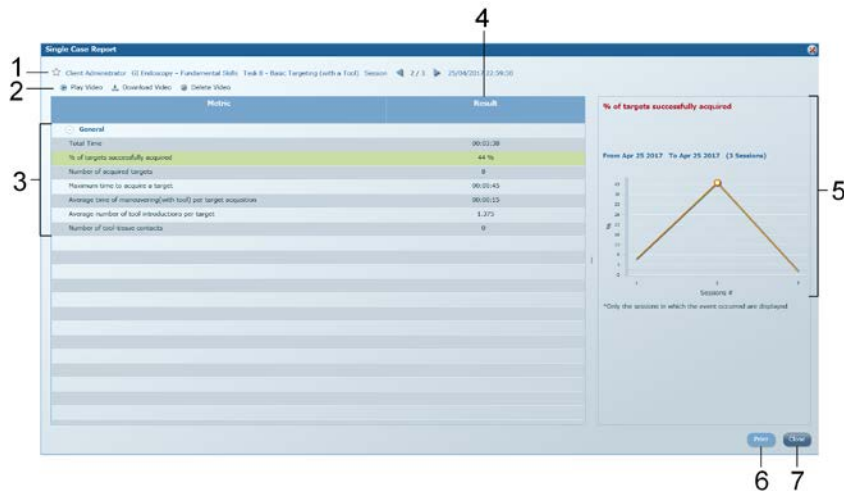 4
Single Case Report
1
Client Administrator GI Endoscopy - Fundamental Skills Task 8 - Basic Targeting (with a Tool) Session 2 / 3
2
Play Video Download Video Delete Video
Metric Result
% of targets successfully acquired
3
General
Total Time 00:03:38
% of targets successfully acquired 44 %
Number of acquired targets
Maximum time to acquire a target 00:00:45
Average time of maneuvering(with tool) per target acquisition 00:00:15
Average number of tool introductions per target 1.375
Number of tool-tissue contacts 0
From Apr 25 2017 To Apr 25 2017 (3 Sessions)
5
%
Sessions #
*Only the sessions in which the event occurred are displayed
Print Close
6 7